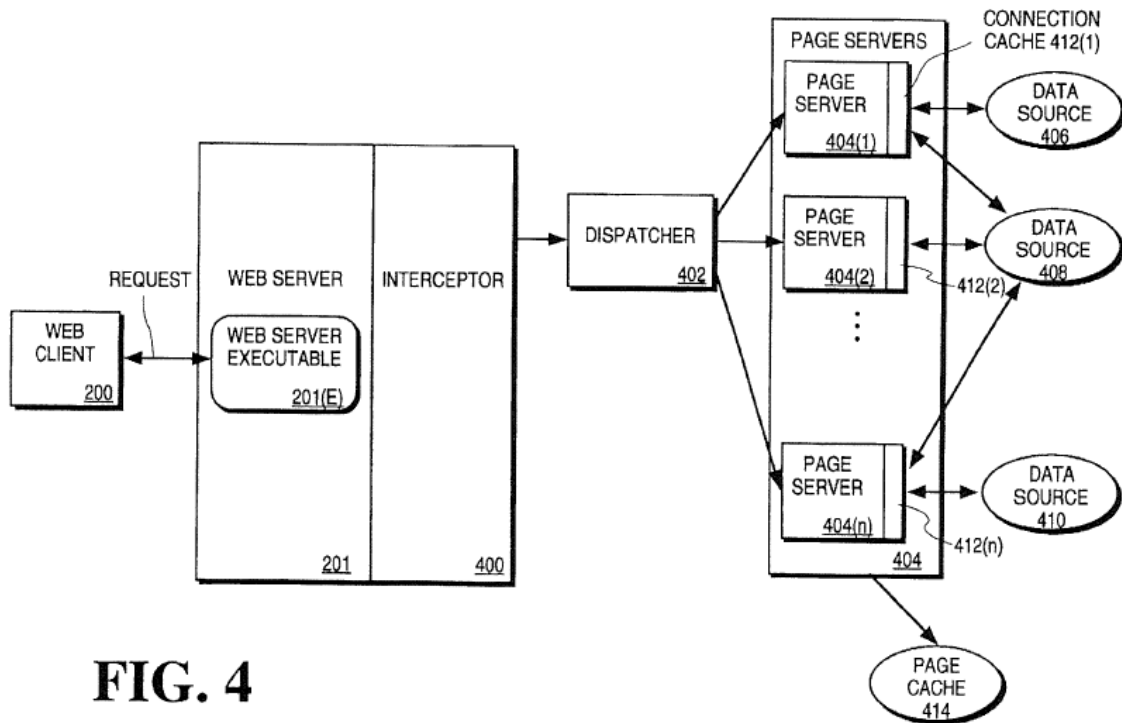 CONNECTION
CACHE 412(1)
PAGE SERVERS
PAGE
SERVER
404(1)
DATA
SOURCE
406
PAGE
SERVER
404(2)
412(2)
DATA
SOURCE
408
DISPATCHER
402
REQUEST
WEB SERVER
INTERCEPTOR
WEB
CLIENT
200
WEB SERVER
EXECUTABLE
201(E)
PAGE
SERVER
404(n)
412(n)
DATA
SOURCE
410
201
400
404
PAGE
CACHE
414
FIG. 4